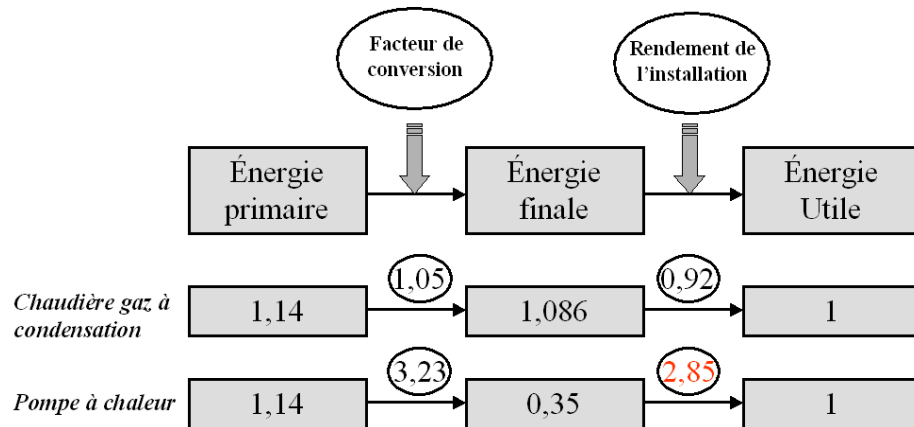 Facteur de
conversion
Rendement de
l'installation
Énergie
primaire
Énergie
finale
Énergie
Utile
Chaudière gaz à
condensation
1,14
1,05
1,086
0,92
1
Pompe à chaleur
1,14
3,23
0,35
2,85
1